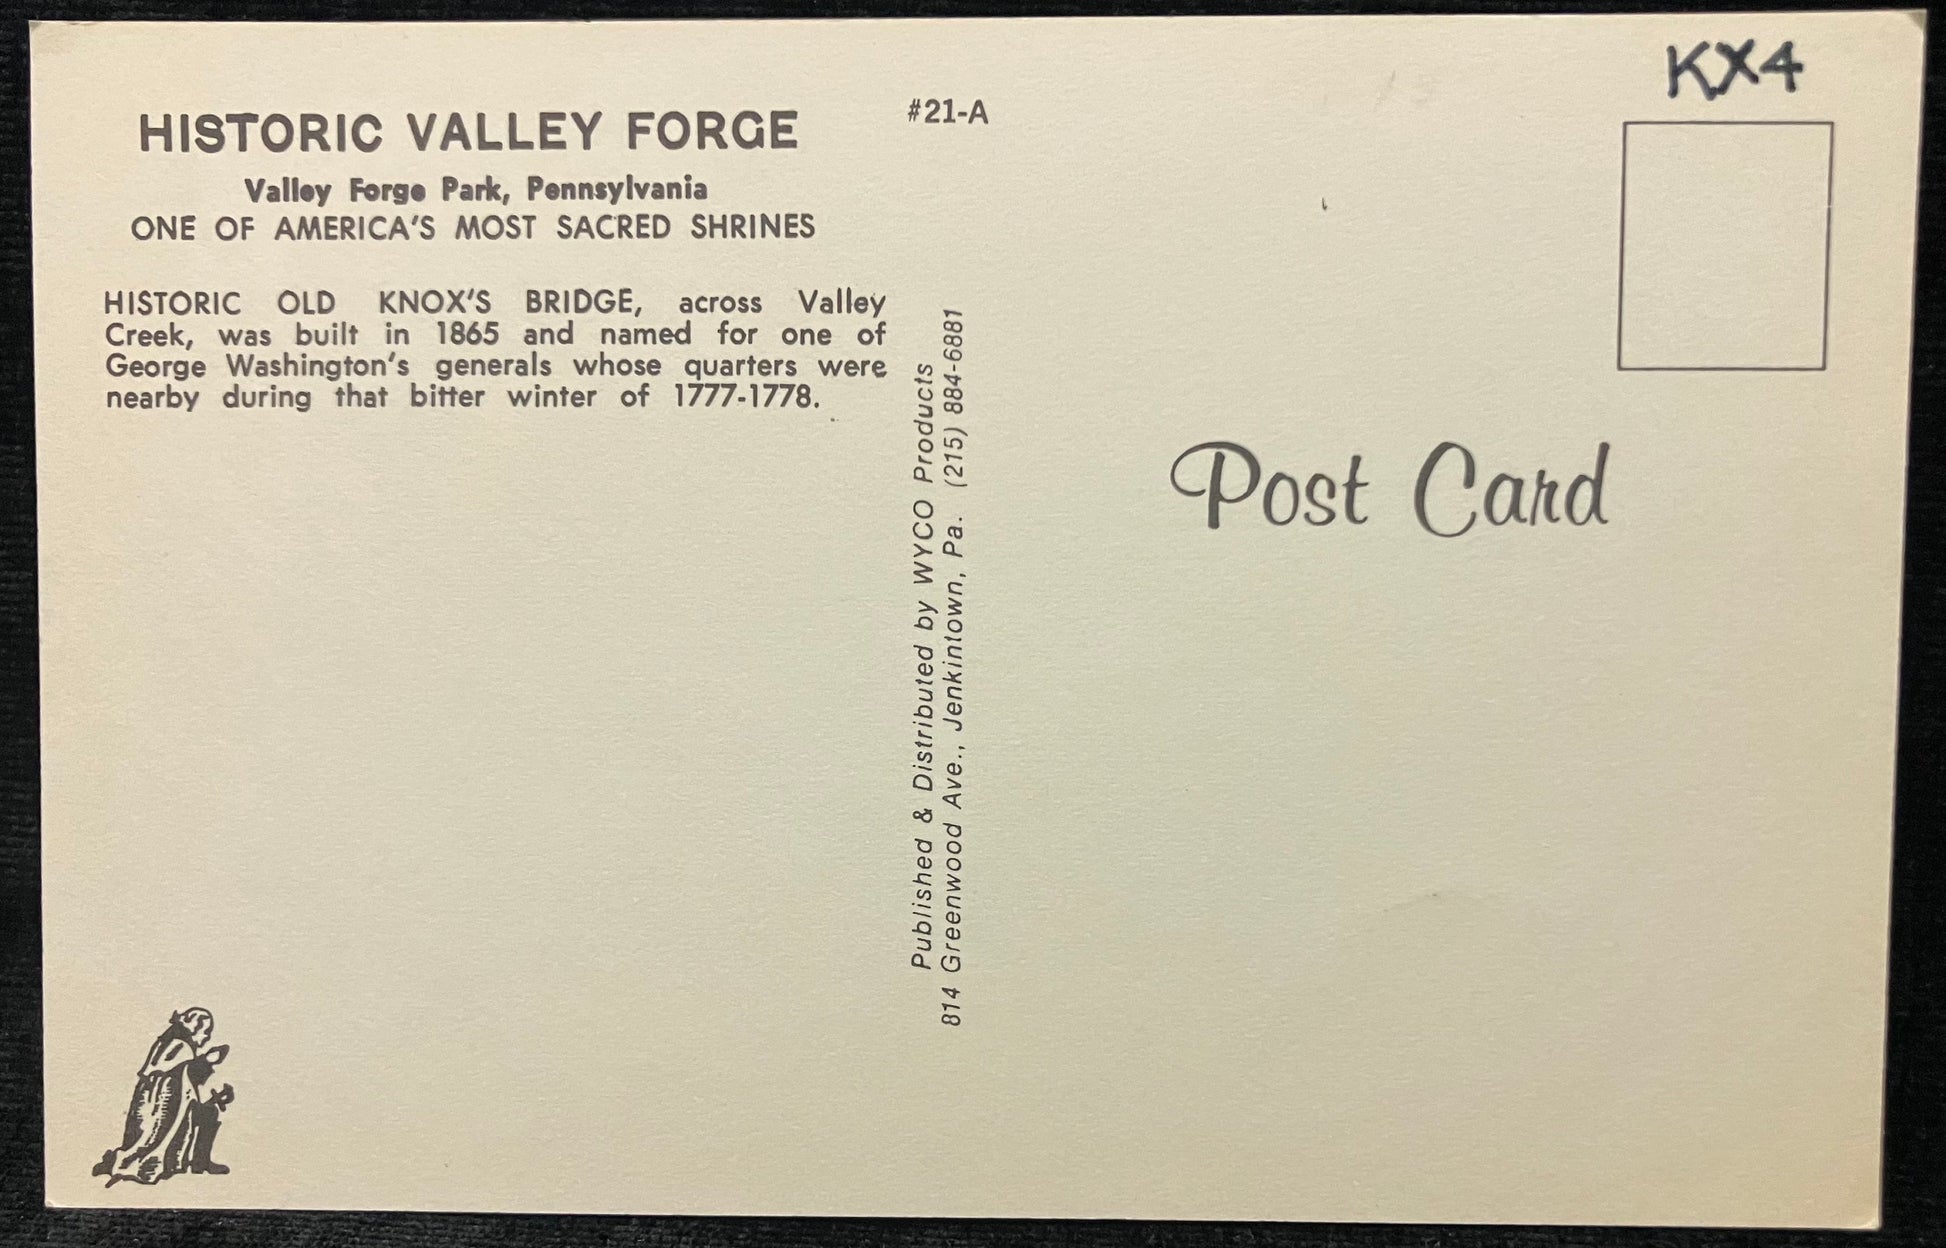 HISTORIC VALLEY FORGE
Valley Forge Park, Pennsylvania
ONE OF AMERICA'S MOST SACRED SHRINES
HISTORIC OLD KNOX'S BRIDGE, across Valley
Creek, was built in 1865 and named for one of
George Washington's generals whose quarters were
nearby during that bitter winter of 1777-1778.
#21-A
Published & Distributed by WYCO Products
814 Greenwood Ave., Jenkintown, Pa. (215) 884-6881
KX4
Post Card